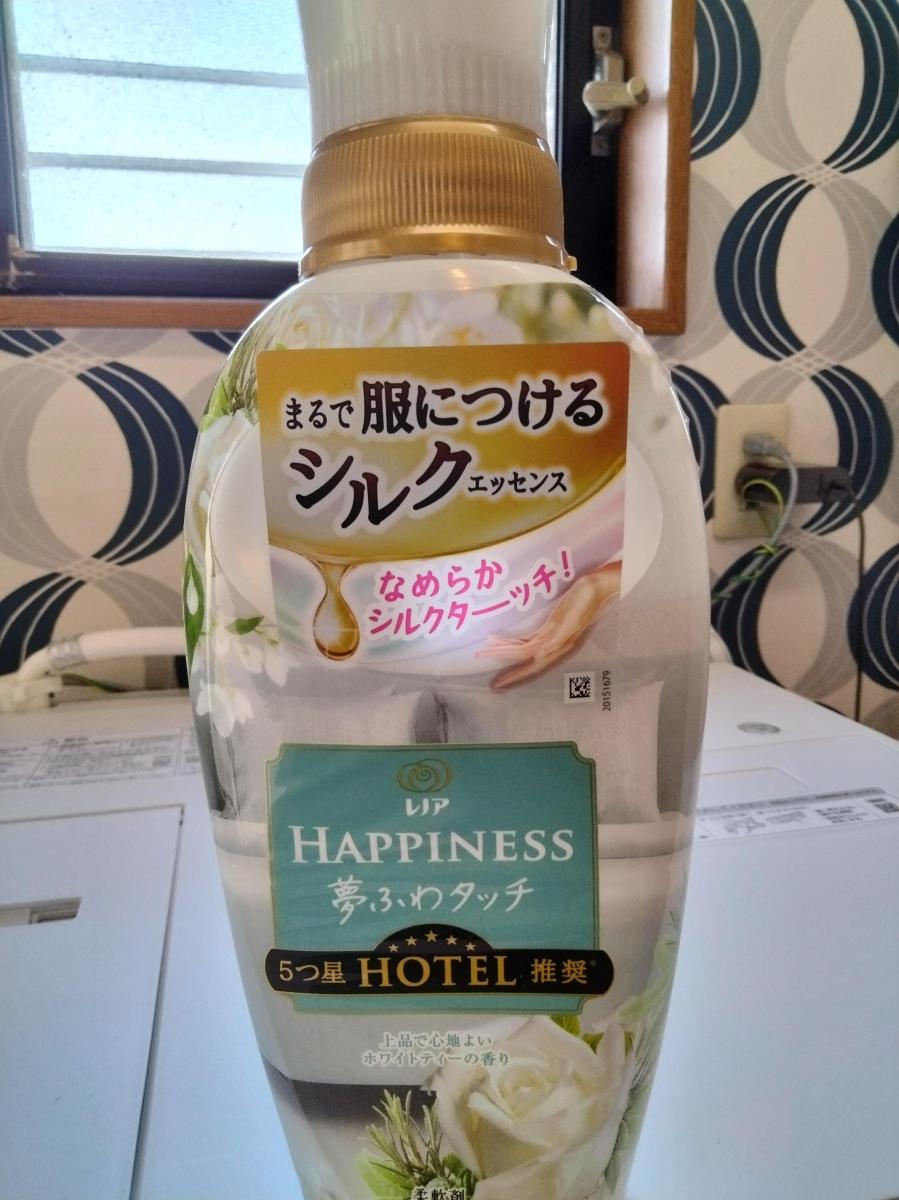 まるで服につける
シルクエッセンス
なめらか
シルクターッチ!
20151679
レノア
HAPPINESS
夢ふわタッチ
5つ星 HOTEL 推奨*
上品で心地よい
ホワイトティーの香り
柔軟剤